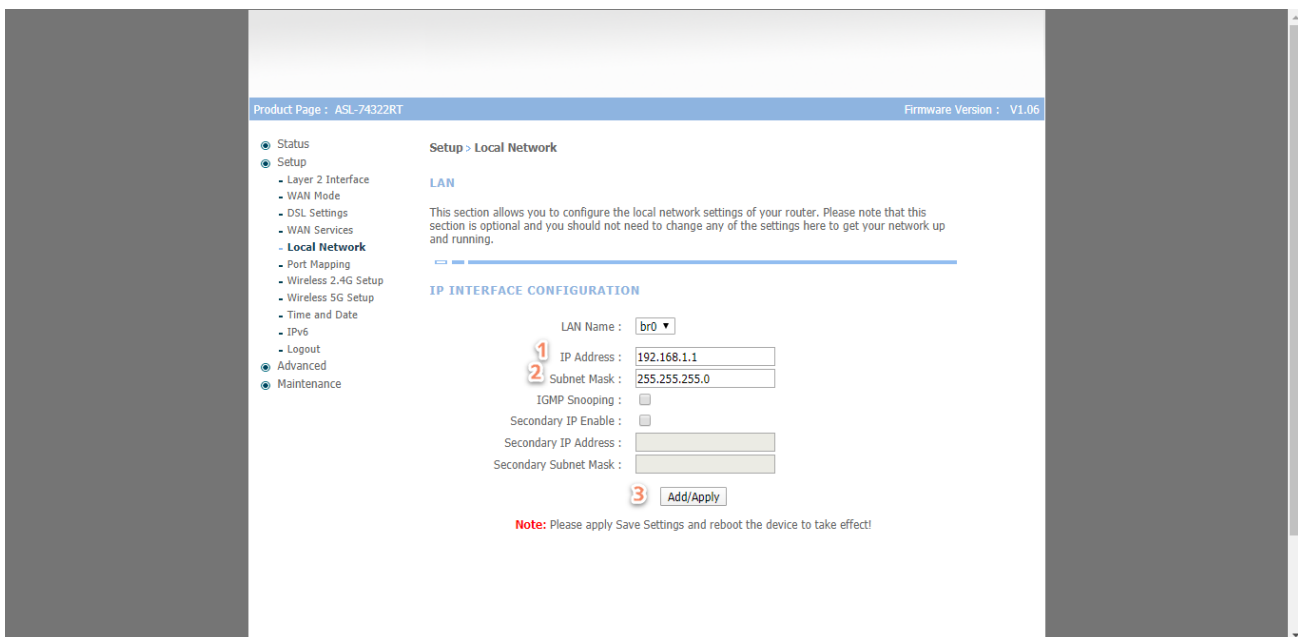 Product Page : ASL-74322RT Firmware Version : V1.06
Status
Setup
- Layer 2 Interface
- WAN Mode
- DSL Settings
- WAN Services
- Local Network
- Port Mapping
- Wireless 2.4G Setup
- Wireless 5G Setup
- Time and Date
- IPv6
- Logout
Advanced
Maintenance
Setup > Local Network
LAN
This section allows you to configure the local network settings of your router. Please note that this
section is optional and you should not need to change any of the settings here to get your network up
and running.
IP INTERFACE CONFIGURATION
LAN Name : br0
1 IP Address : 192.168.1.1
2 Subnet Mask : 255.255.255.0
IGMP Snooping :
Secondary IP Enable :
Secondary IP Address :
Secondary Subnet Mask :
3 Add/Apply
Note: Please apply Save Settings and reboot the device to take effect!